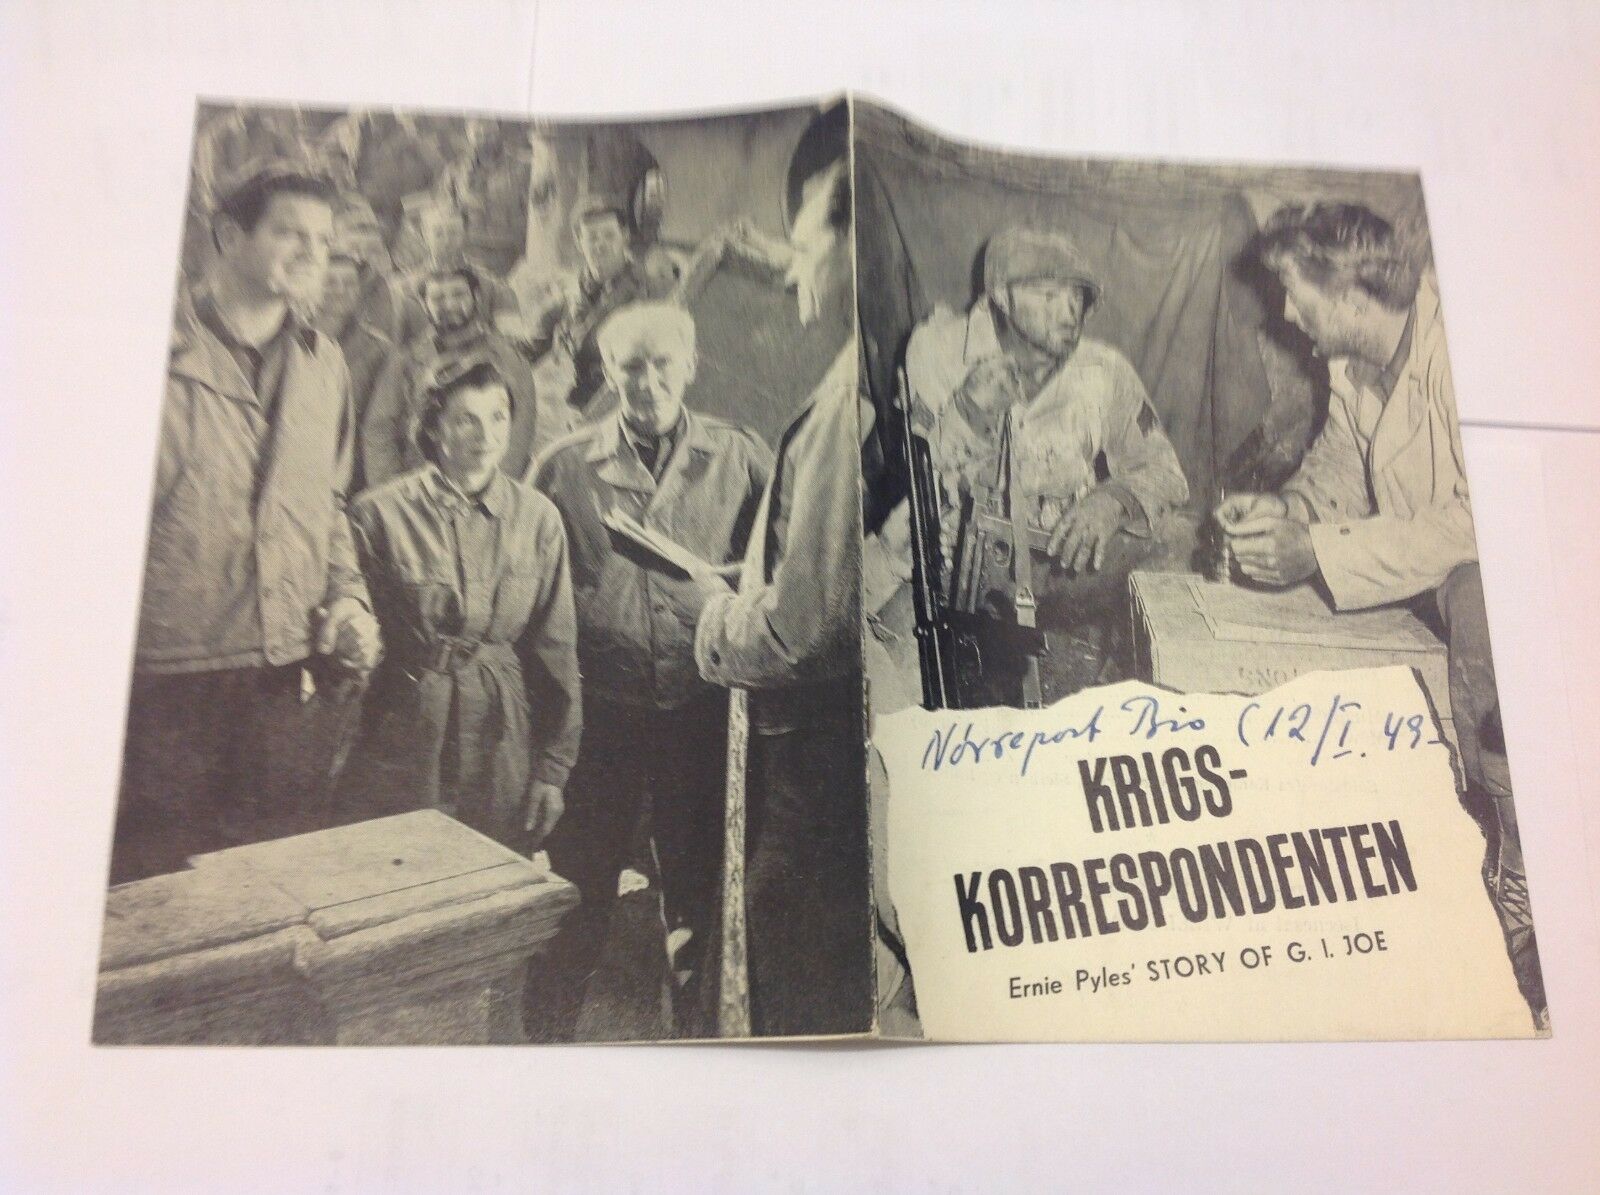 Nørreport Bio (12/I. 49-
KRIGS-
KORRESPONDENTEN
Ernie Pyles' STORY OF G. I. JOE